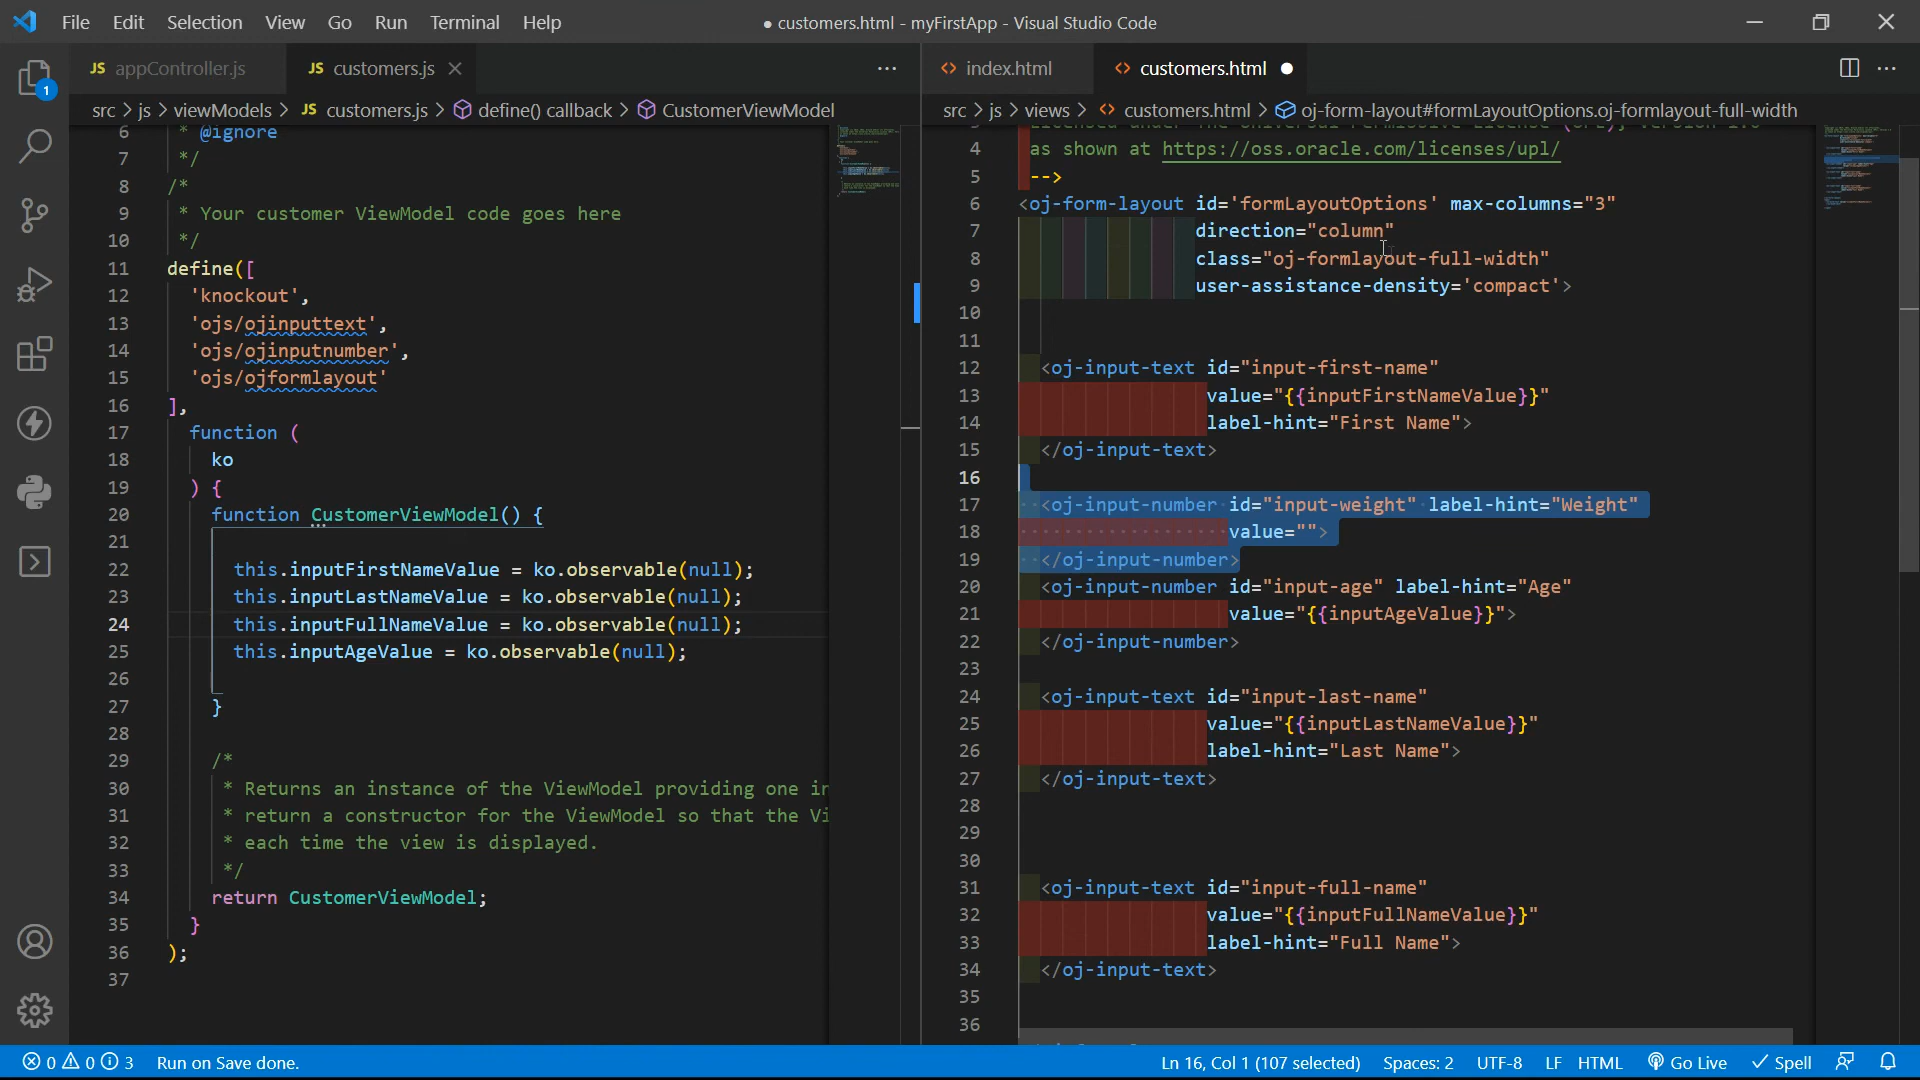 File Edit Selection View Go Run Terminal Help
● customers.html - myFirstApp - Visual Studio Code
JS appController.js JS customers.js
src > js > viewModels > JS customers.js > define() callback > CustomerViewModel
6 * @ignore
7 */
8 /*
9 * Your customer ViewModel code goes here
10 */
11 define([
12 'knockout',
13 'ojs/ojinputtext',
14 'ojs/ojinputnumber',
15 'ojs/ojformlayout'
16 ],
17 function (
18 ko
19 ) {
20 function CustomerViewModel() {
21
22 this.inputFirstNameValue = ko.observable(null);
23 this.inputLastNameValue = ko.observable(null);
24 this.inputFullNameValue = ko.observable(null);
25 this.inputAgeValue = ko.observable(null);
26
27 }
28
29 /*
30 * Returns an instance of the ViewModel providing one in
31 * return a constructor for the ViewModel so that the Vi
32 * each time the view is displayed.
33 */
34 return CustomerViewModel;
35 }
36 );
37
index.html customers.html
src > js > views > customers.html > oj-form-layout#formLayoutOptions.oj-formlayout-full-width
4 as shown at https://oss.oracle.com/licenses/upl/
5 -->
6 <oj-form-layout id='formLayoutOptions' max-columns="3"
7 direction="column"
8 class="oj-formlayout-full-width"
9 user-assistance-density='compact'>
10
11
12 <oj-input-text id="input-first-name"
13 value="{{inputFirstNameValue}}"
14 label-hint="First Name">
15 </oj-input-text>
16
17 <oj-input-number id="input-weight" label-hint="Weight"
18 value="">
19 </oj-input-number>
20 <oj-input-number id="input-age" label-hint="Age"
21 value="{{inputAgeValue}}">
22 </oj-input-number>
23
24 <oj-input-text id="input-last-name"
25 value="{{inputLastNameValue}}"
26 label-hint="Last Name">
27 </oj-input-text>
28
29
30
31 <oj-input-text id="input-full-name"
32 value="{{inputFullNameValue}}"
33 label-hint="Full Name">
34 </oj-input-text>
35
36
1
0 0 3 Run on Save done. Ln 16, Col 1 (107 selected) Spaces: 2 UTF-8 LF HTML Go Live Spell